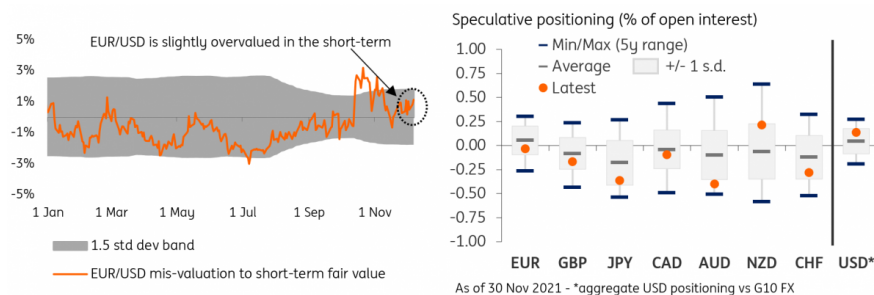 5%
3%
1%
-1%
-3%
-5%
EUR/USD is slightly overvalued in the short-term
1 Jan 1 Mar 1 May 1 Jul 1 Sep 1 Nov
1.5 std dev band
EUR/USD mis-valuation to short-term fair value
Speculative positioning (% of open interest)
1.00
0.75
0.50
0.25
0.00
-0.25
-0.50
-0.75
-1.00
Min/Max (5y range)
Average
+/- 1 s.d.
Latest
EUR GBP JPY CAD AUD NZD CHF USD*
As of 30 Nov 2021 - *aggregate USD positioning vs G10 FX